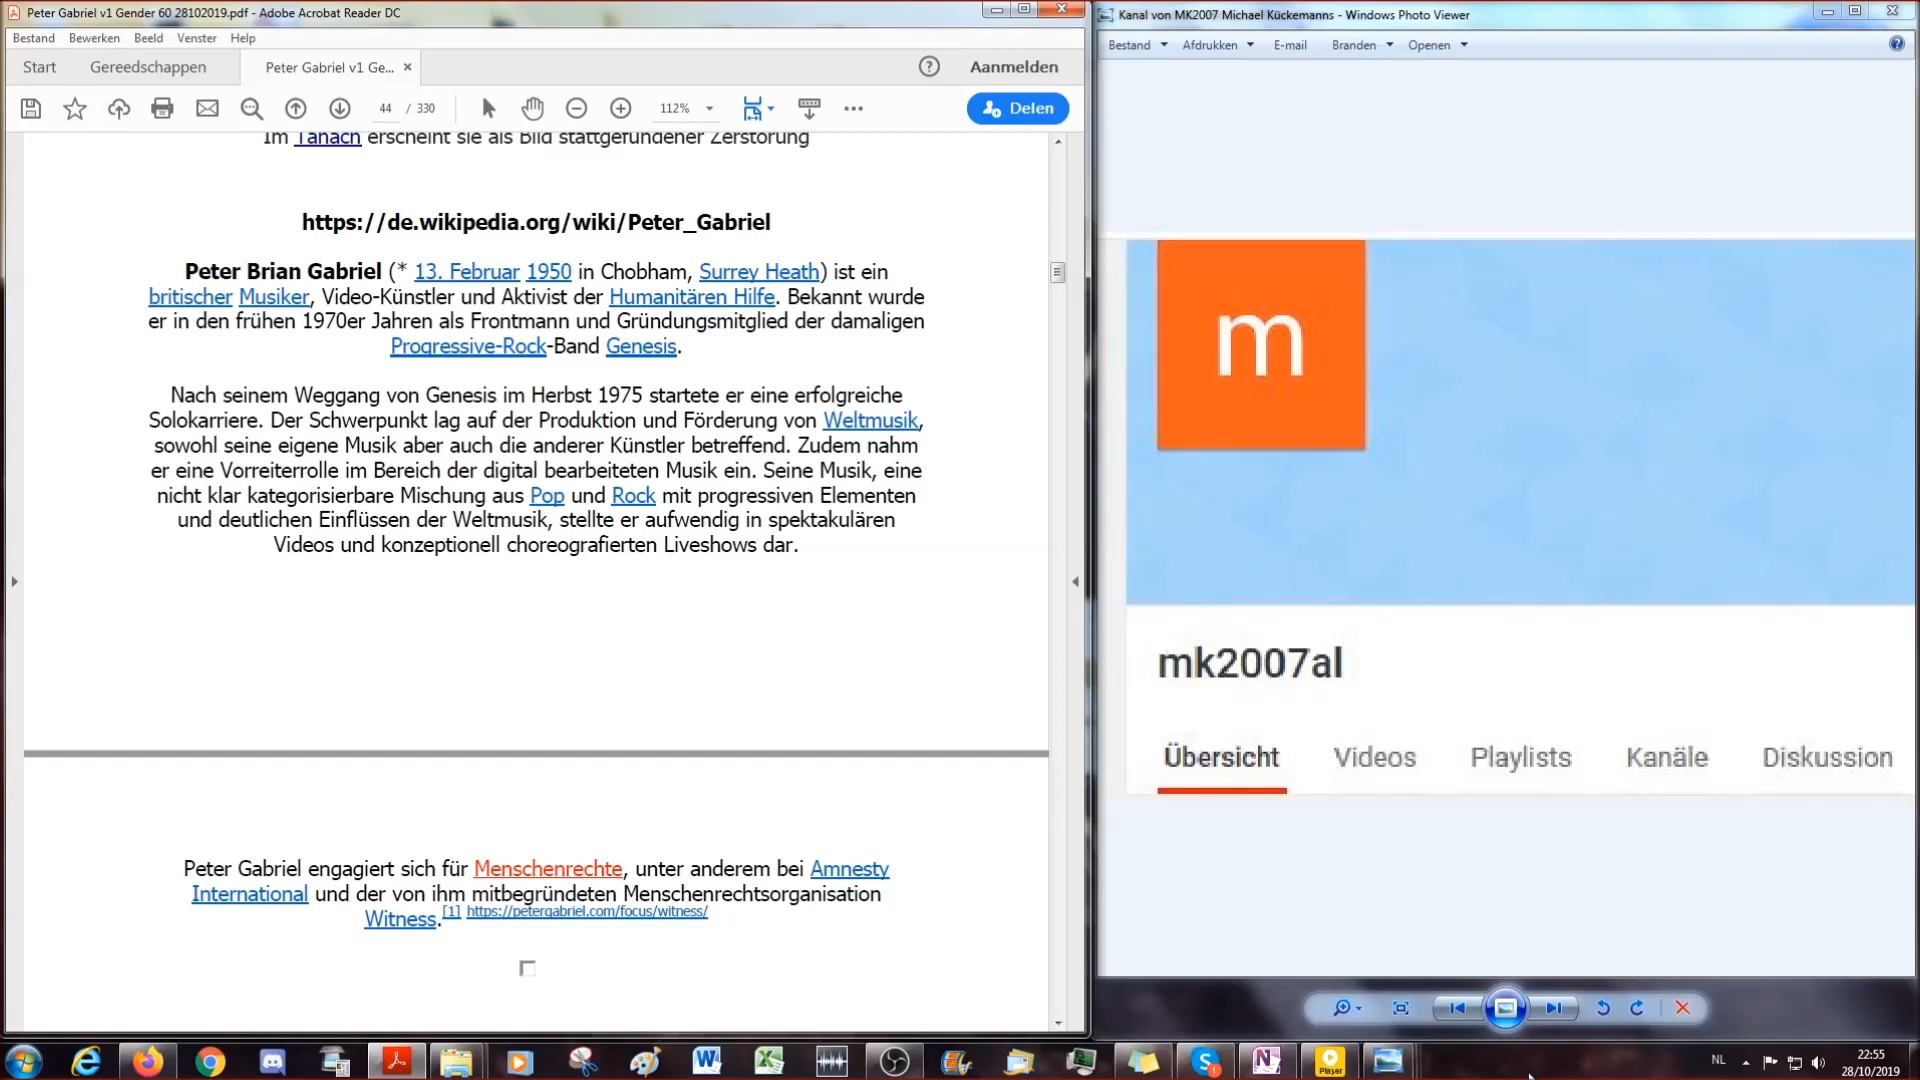 Peter Gabriel v1 Gender 60 28102019.pdf - Adobe Acrobat Reader DC
Bestand Bewerken Beeld Venster Help
Start Gereedschappen Peter Gabriel v1 Ge... × Aanmelden
44 / 330 112% Delen
Im Tanach erscheint sie als Bild stattgefundener Zerstörung
https://de.wikipedia.org/wiki/Peter_Gabriel
Peter Brian Gabriel (* 13. Februar 1950 in Chobham, Surrey Heath) ist ein
britischer Musiker, Video-Künstler und Aktivist der Humanitären Hilfe. Bekannt wurde
er in den frühen 1970er Jahren als Frontmann und Gründungsmitglied der damaligen
Progressive-Rock-Band Genesis.
Nach seinem Weggang von Genesis im Herbst 1975 startete er eine erfolgreiche
Solokarriere. Der Schwerpunkt lag auf der Produktion und Förderung von Weltmusik,
sowohl seine eigene Musik aber auch die anderer Künstler betreffend. Zudem nahm
er eine Vorreiterrolle im Bereich der digital bearbeiteten Musik ein. Seine Musik, eine
nicht klar kategorisierbare Mischung aus Pop und Rock mit progressiven Elementen
und deutlichen Einflüssen der Weltmusik, stellte er aufwendig in spektakulären
Videos und konzeptionell choreografierten Liveshows dar.
Peter Gabriel engagiert sich für Menschenrechte, unter anderem bei Amnesty
International und der von ihm mitbegründeten Menschenrechtsorganisation
Witness.[1] https://petergabriel.com/focus/witness/
Kanal von MK2007 Michael Kückemanns - Windows Photo Viewer
Bestand Afdrukken E-mail Branden Openen
m
mk2007al
Übersicht Videos Playlists Kanäle Diskussion
Player
NL
22:55
28/10/2019